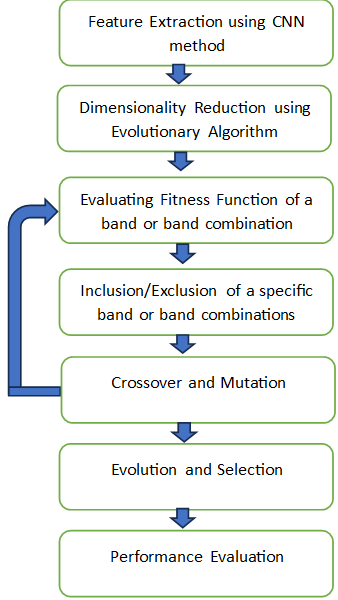 Feature Extraction using CNN
method
Dimensionality Reduction using
Evolutionary Algorithm
Evaluating Fitness Function of a
band or band combination
Inclusion/Exclusion of a specific
band or band combinations
Crossover and Mutation
Evolution and Selection
Performance Evaluation